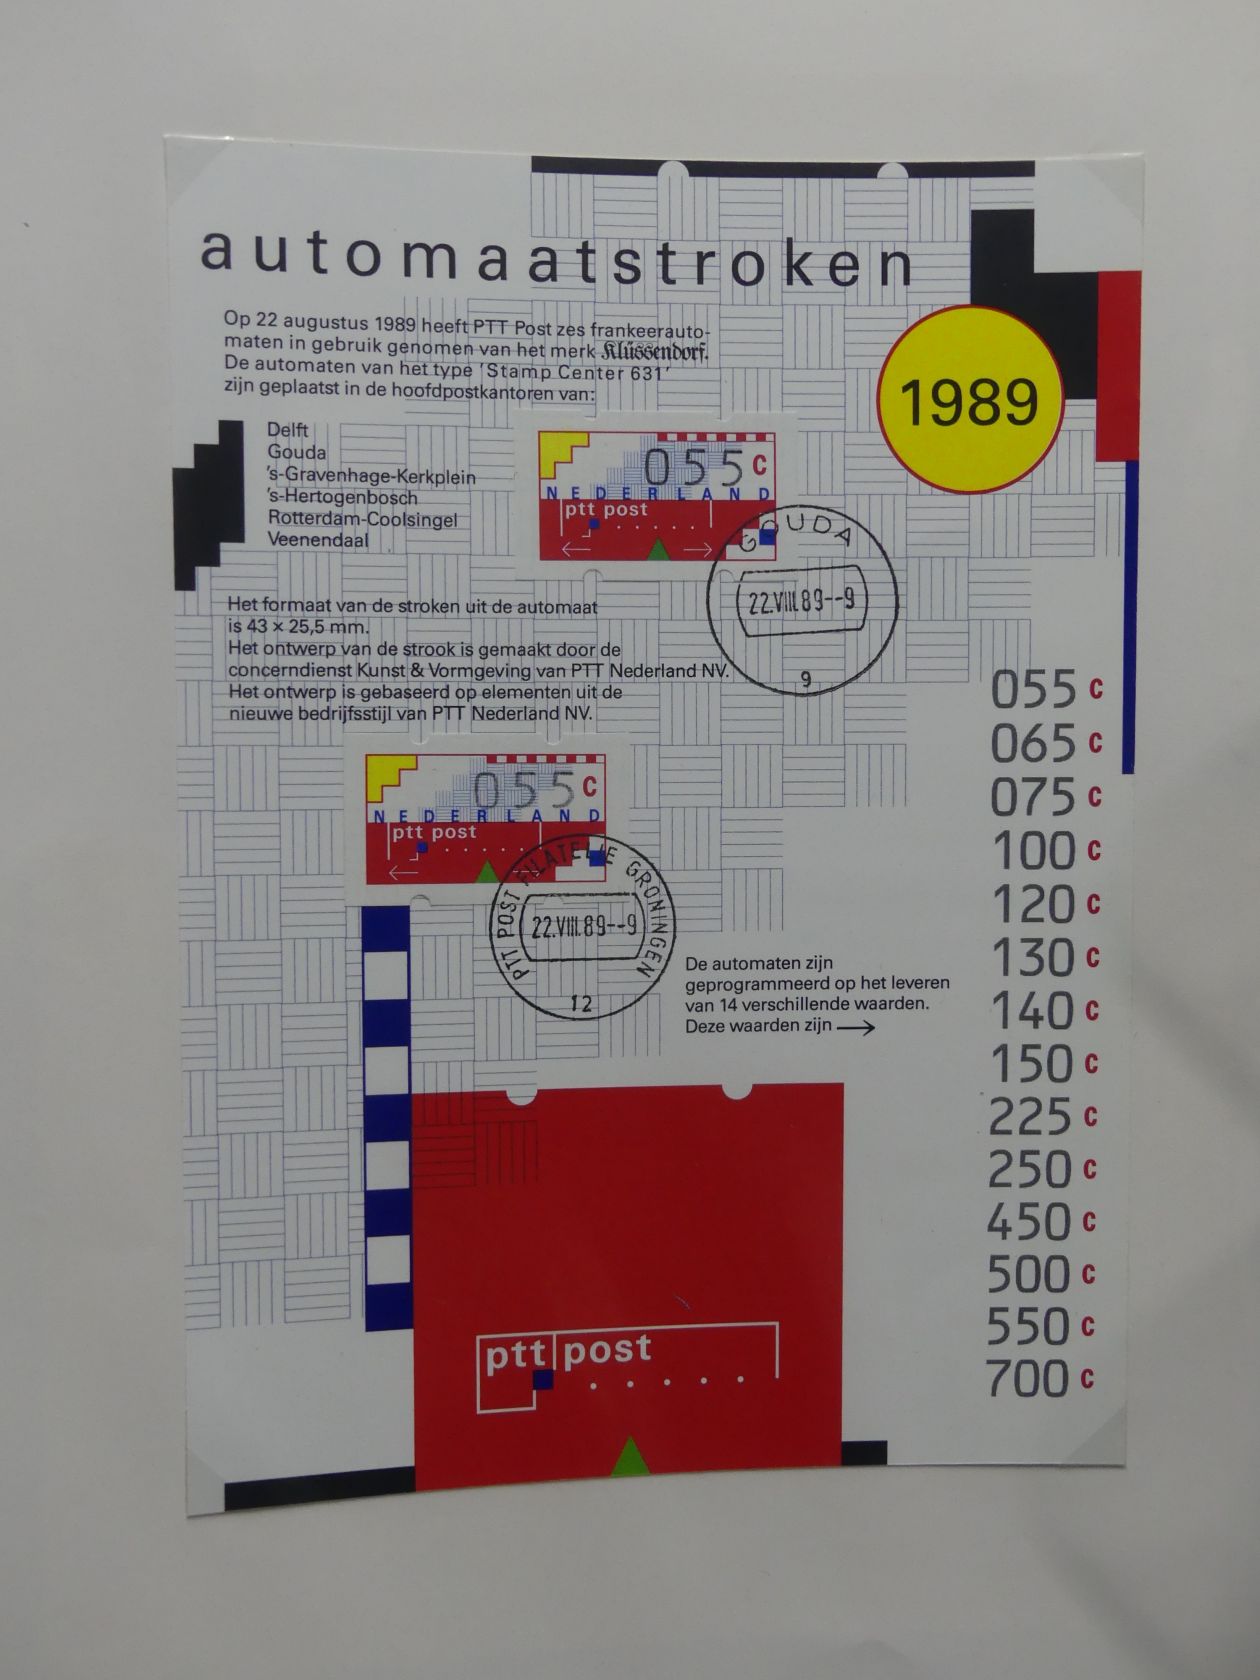 automaatstroken
Op 22 augustus 1989 heeft PTT Post zes frankeerauto-
maten in gebruik genomen van het merk Klüssendorf.
De automaten van het type 'Stamp Center 631'
zijn geplaatst in de hoofdpostkantoren van:
1989
Delft
Gouda
's-Gravenhage-Kerkplein
's-Hertogenbosch
Rotterdam-Coolsingel
Veenendaal
055 c
NEDERLAND
ptt post
GOUDA
22.VIII.89--9
9
Het formaat van de stroken uit de automaat
is 43 × 25,5 mm.
Het ontwerp van de strook is gemaakt door de
concerndienst Kunst & Vormgeving van PTT Nederland NV.
Het ontwerp is gebaseerd op elementen uit de
nieuwe bedrijfsstijl van PTT Nederland NV.
055 c
NEDERLAND
ptt post
PTT POST FILATELIE GRONINGEN
22.VIII.89--9
12
De automaten zijn
geprogrammeerd op het leveren
van 14 verschillende waarden.
Deze waarden zijn →
055 c
065 c
075 c
100 c
120 c
130 c
140 c
150 c
225 c
250 c
450 c
500 c
550 c
700 c
ptt post